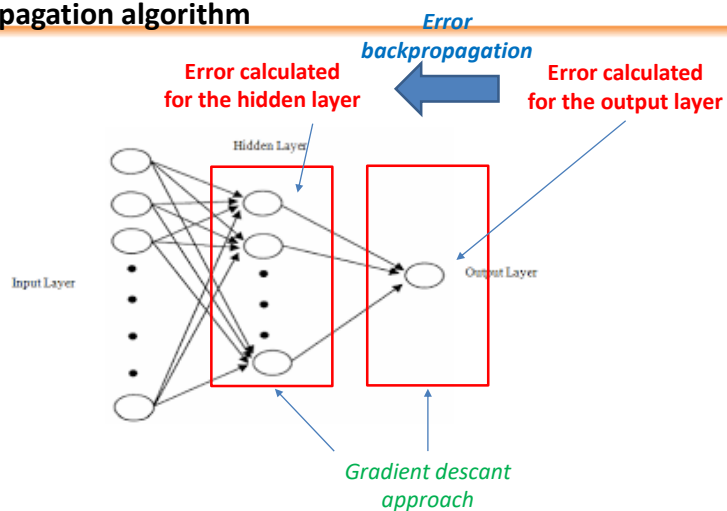 pagation algorithm
Error
backpropagation
Error calculated
for the hidden layer
Error calculated
for the output layer
Hidden Layer
Input Layer
Output Layer
Gradient descant
approach